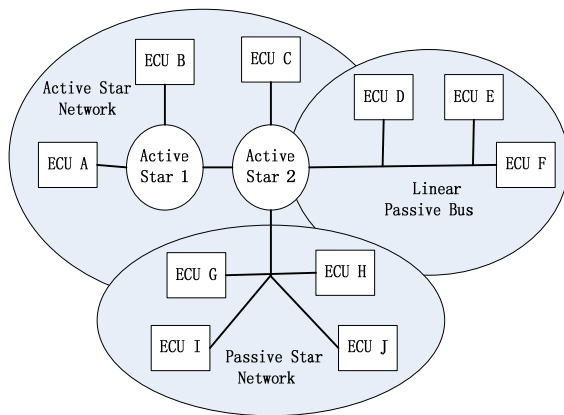 ECU B
ECU C
Active Star
Network
ECU D
ECU E
ECU A
Active
Star 1
Active
Star 2
ECU F
Linear
Passive Bus
ECU G
ECU H
ECU I
ECU J
Passive Star
Network